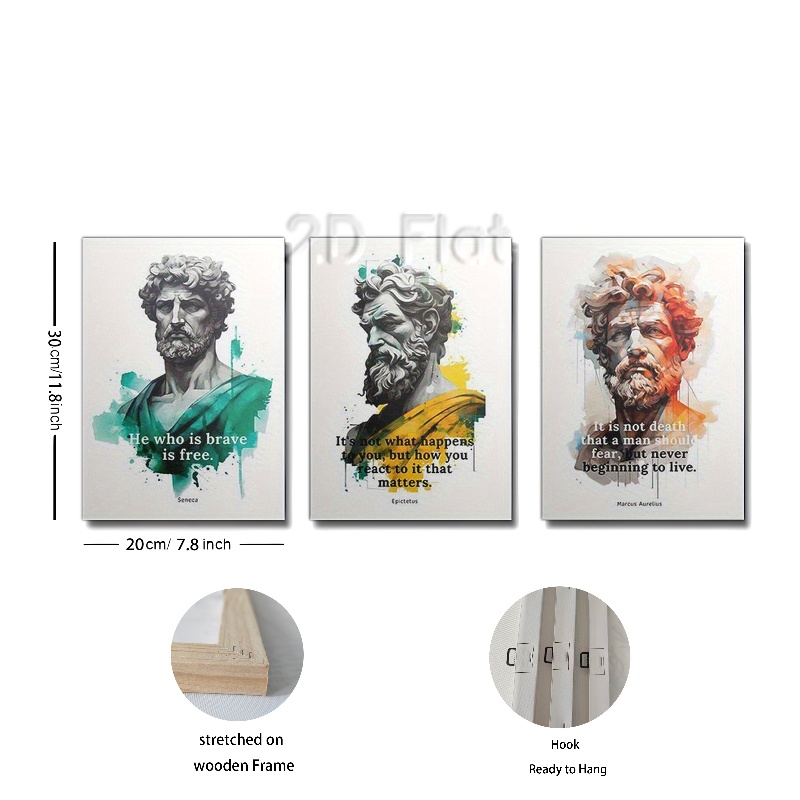 2D Flat
30cm/11.8inch
He who is brave
is free.
Seneca
It's not what happens
to you, but how you
react to it that
matters.
Epictetus
It is not death
that a man should
fear, but never
beginning to live.
Marcus Aurelius
20cm/ 7.8 inch
stretched on
wooden Frame
Hook
Ready to Hang